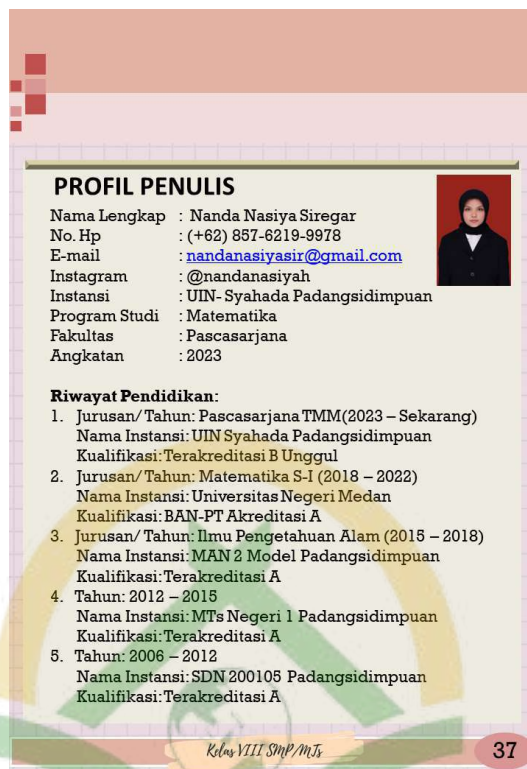 PROFIL PENULIS
Nama Lengkap : Nanda Nasiya Siregar
No. Hp : (+62) 857-6219-9978
E-mail : nandanasiyasir@gmail.com
Instagram : @nandanasiyah
Instansi : UIN- Syahada Padangsidimpuan
Program Studi : Matematika
Fakultas : Pascasarjana
Angkatan : 2023
Riwayat Pendidikan:
1. Jurusan/ Tahun: Pascasarjana TMM(2023 – Sekarang)
Nama Instansi: UIN Syahada Padangsidimpuan
Kualifikasi: Terakreditasi B Unggul
2. Jurusan/ Tahun: Matematika S-I (2018 – 2022)
Nama Instansi: Universitas Negeri Medan
Kualifikasi: BAN-PT Akreditasi A
3. Jurusan/ Tahun: Ilmu Pengetahuan Alam (2015 – 2018)
Nama Instansi: MAN 2 Model Padangsidimpuan
Kualifikasi: Terakreditasi A
4. Tahun: 2012 – 2015
Nama Instansi: MTs Negeri 1 Padangsidimpuan
Kualifikasi: Terakreditasi A
5. Tahun: 2006 – 2012
Nama Instansi: SDN 200105 Padangsidimpuan
Kualifikasi: Terakreditasi A
Kelas VIII SMP/MTs
37